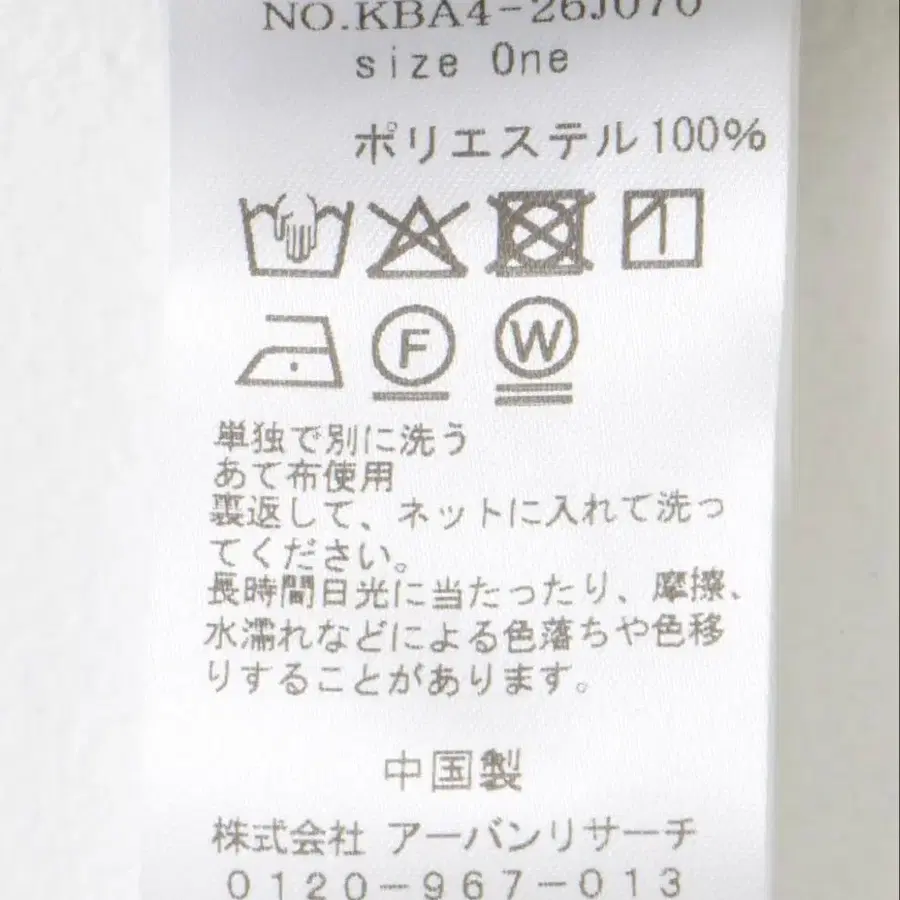 NO.KBA4-26J070
size One
ポリエステル100%
F W
単独で別に洗う
あて布使用
裏返して、ネットに入れて洗っ
てください。
長時間日光に当たったり、摩擦、
水濡れなどによる色落ちや色移
りすることがあります。
中国製
株式会社 アーバンリサーチ
0120-967-013